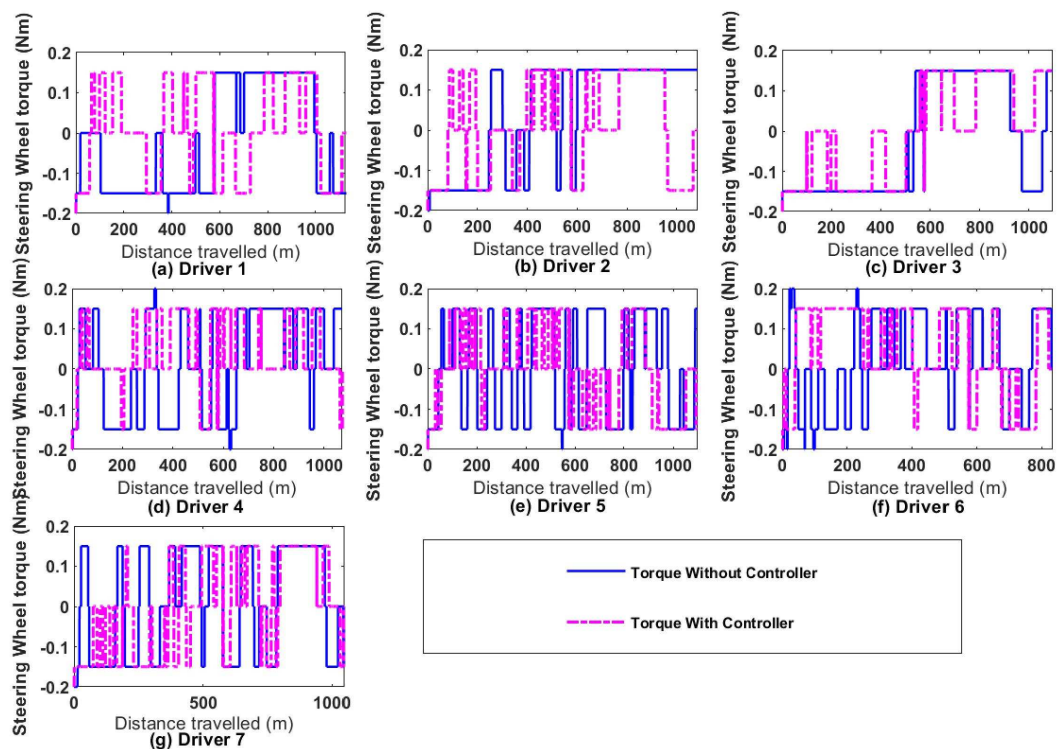 Steering Wheel torque (Nm)
0.2
0.1
0
-0.1
-0.2
0 200 400 600 800 1000
Distance travelled (m)
(a) Driver 1
Steering Wheel torque (Nm)
0.2
0.1
0
-0.1
-0.2
0 200 400 600 800 1000
Distance travelled (m)
(b) Driver 2
Steering Wheel torque (Nm)
0.2
0.1
0
-0.1
-0.2
0 200 400 600 800 1000
Distance travelled (m)
(c) Driver 3
Steering Wheel torque (Nm)
0.2
0.1
0
-0.1
-0.2
0 200 400 600 800 1000
Distance travelled (m)
(d) Driver 4
Steering Wheel torque (Nm)
0.2
0.1
0
-0.1
-0.2
0 200 400 600 800 1000
Distance travelled (m)
(e) Driver 5
Steering Wheel torque (Nm)
0.2
0.1
0
-0.1
-0.2
0 200 400 600 800
Distance travelled (m)
(f) Driver 6
Steering Wheel torque (Nm)
0.2
0.1
0
-0.1
-0.2
0 500 1000
Distance travelled (m)
(g) Driver 7
Torque Without Controller
Torque With Controller